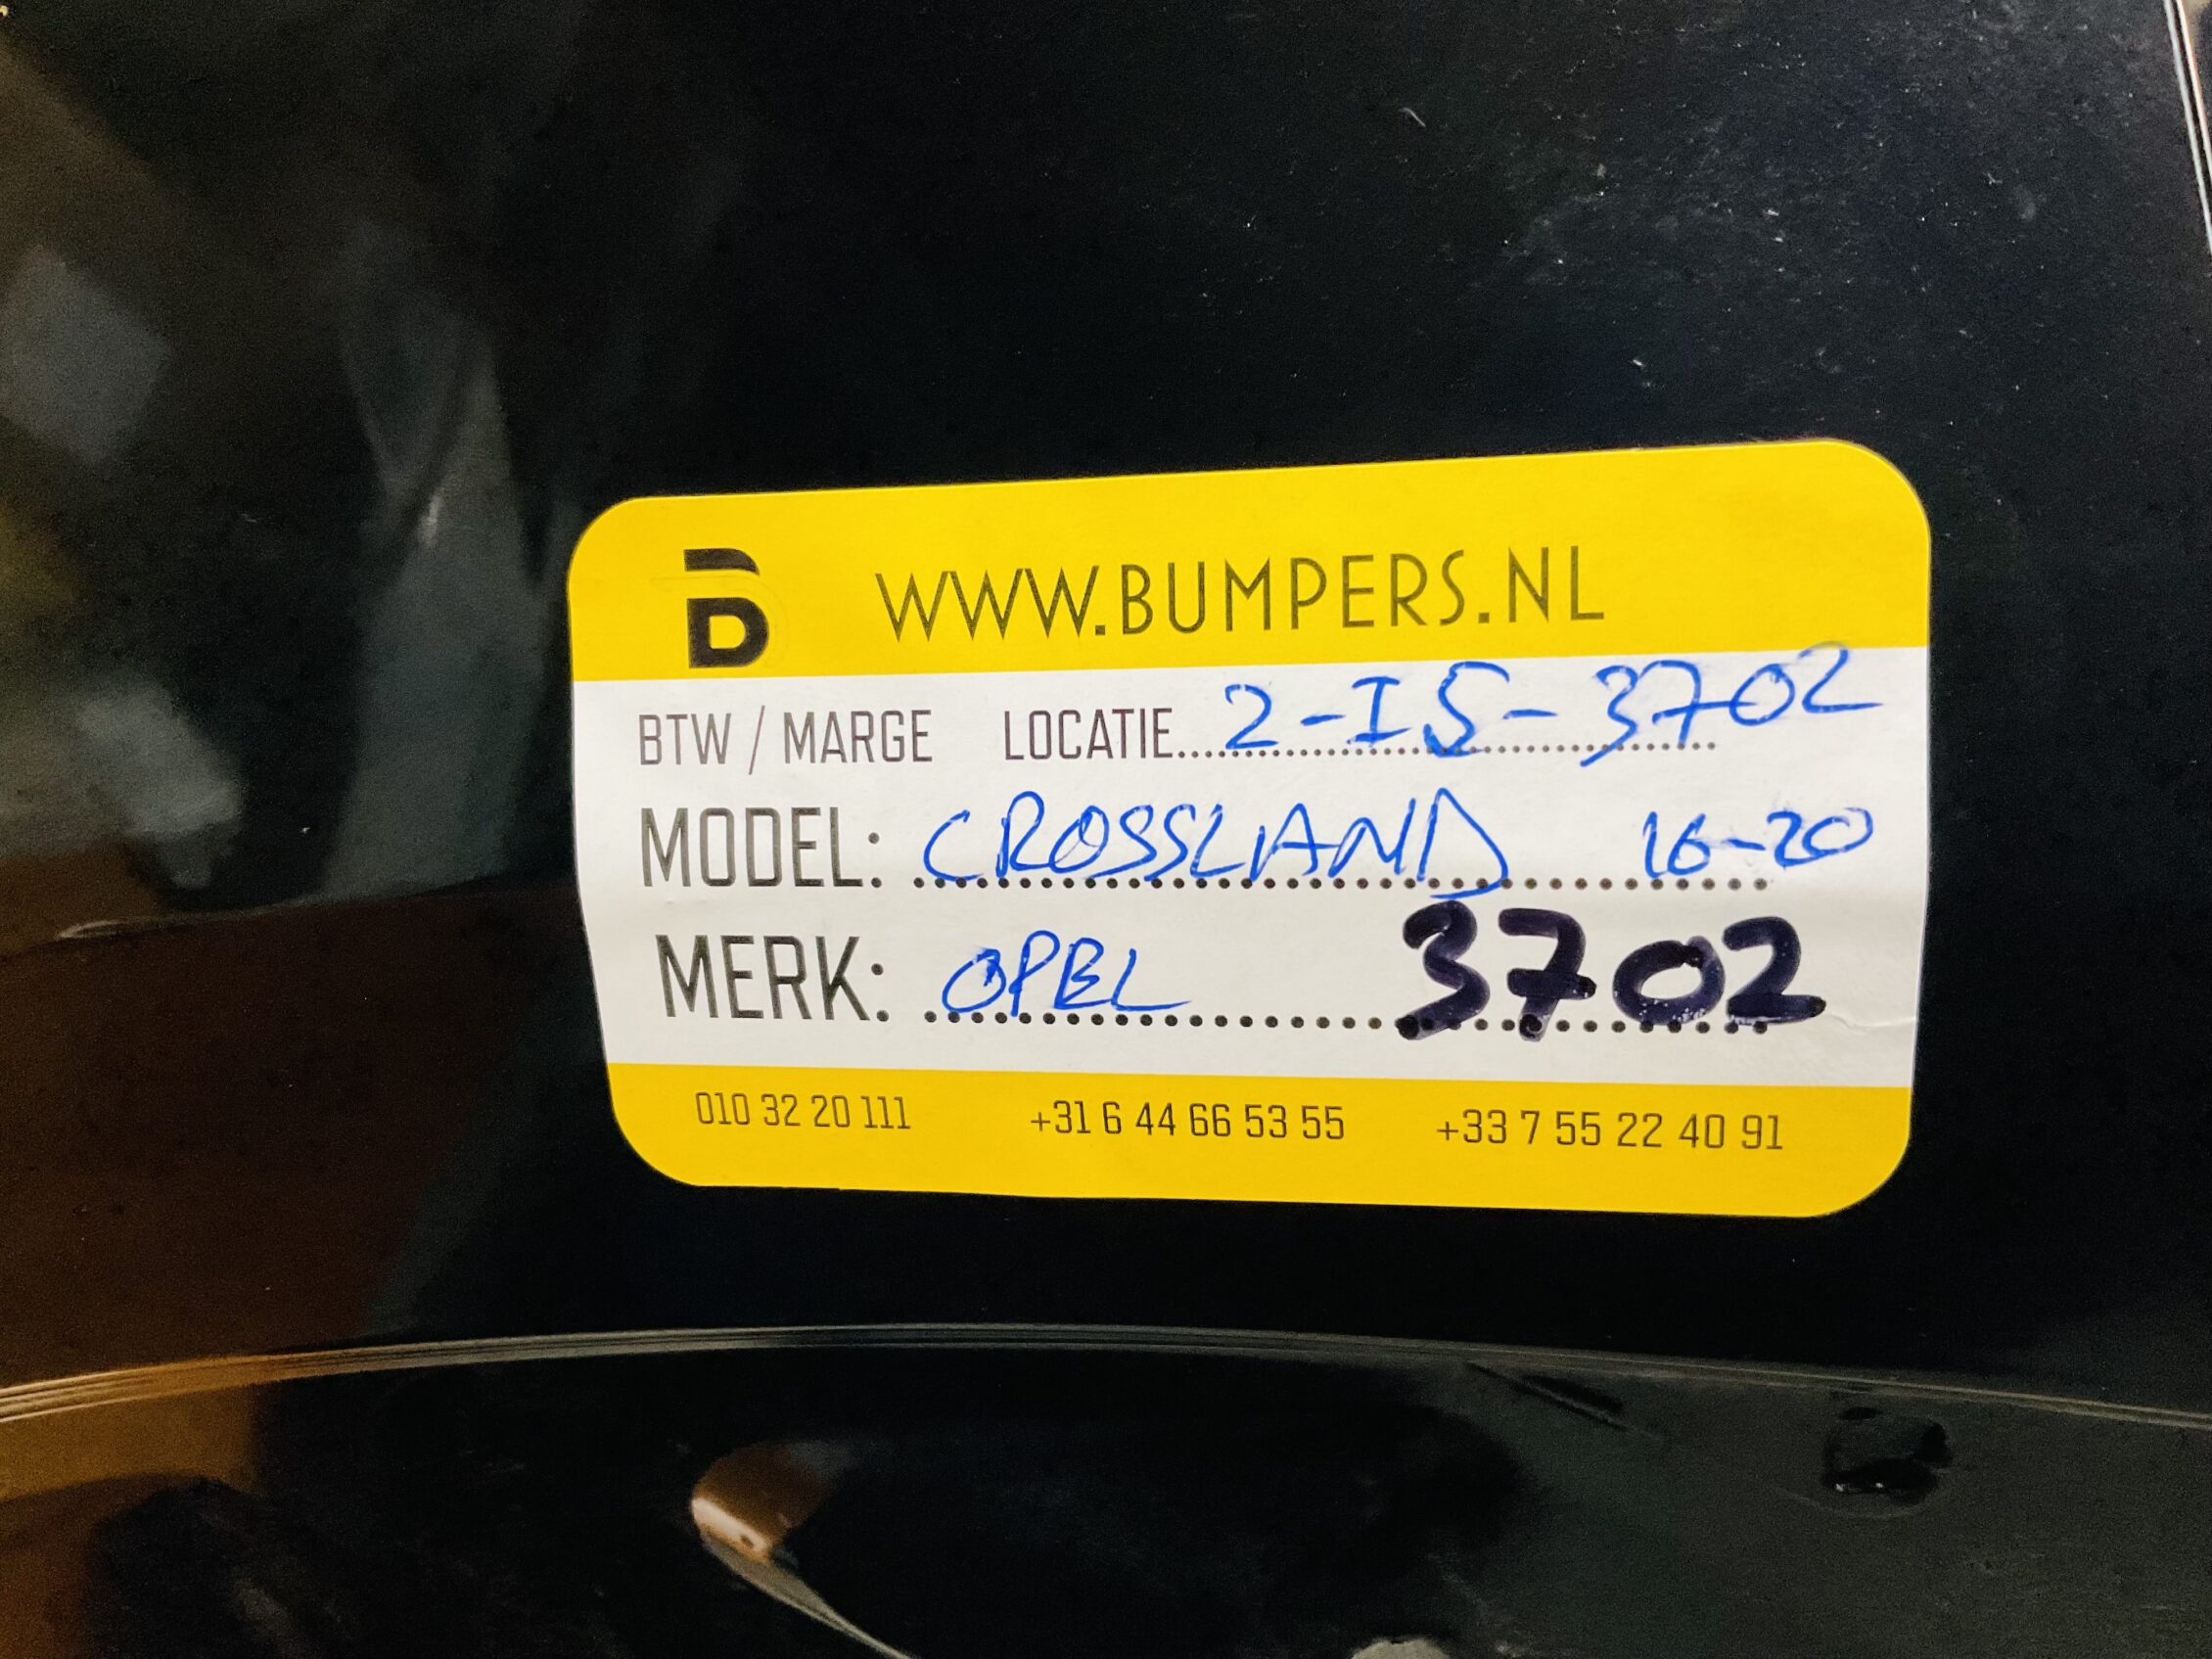 B WWW.BUMPERS.NL
BTW / MARGE LOCATIE....2-IS-3702
MODEL: CROSSLAND 16-20
MERK: OPEL 3702
010 32 20 111 +31 6 44 66 53 55 +33 7 55 22 40 91